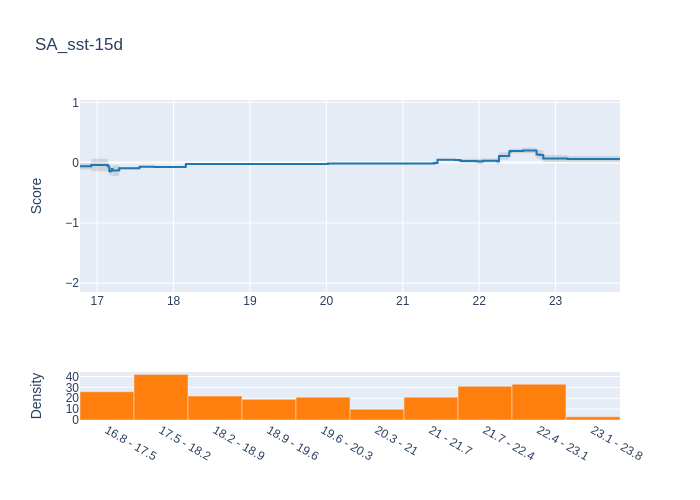 SA_sst-15d
Score
1
0
−1
−2
17 18 19 20 21 22 23
Density
40
30
20
10
0
16.8 - 17.5
17.5 - 18.2
18.2 - 18.9
18.9 - 19.6
19.6 - 20.3
20.3 - 21
21 - 21.7
21.7 - 22.4
22.4 - 23.1
23.1 - 23.8